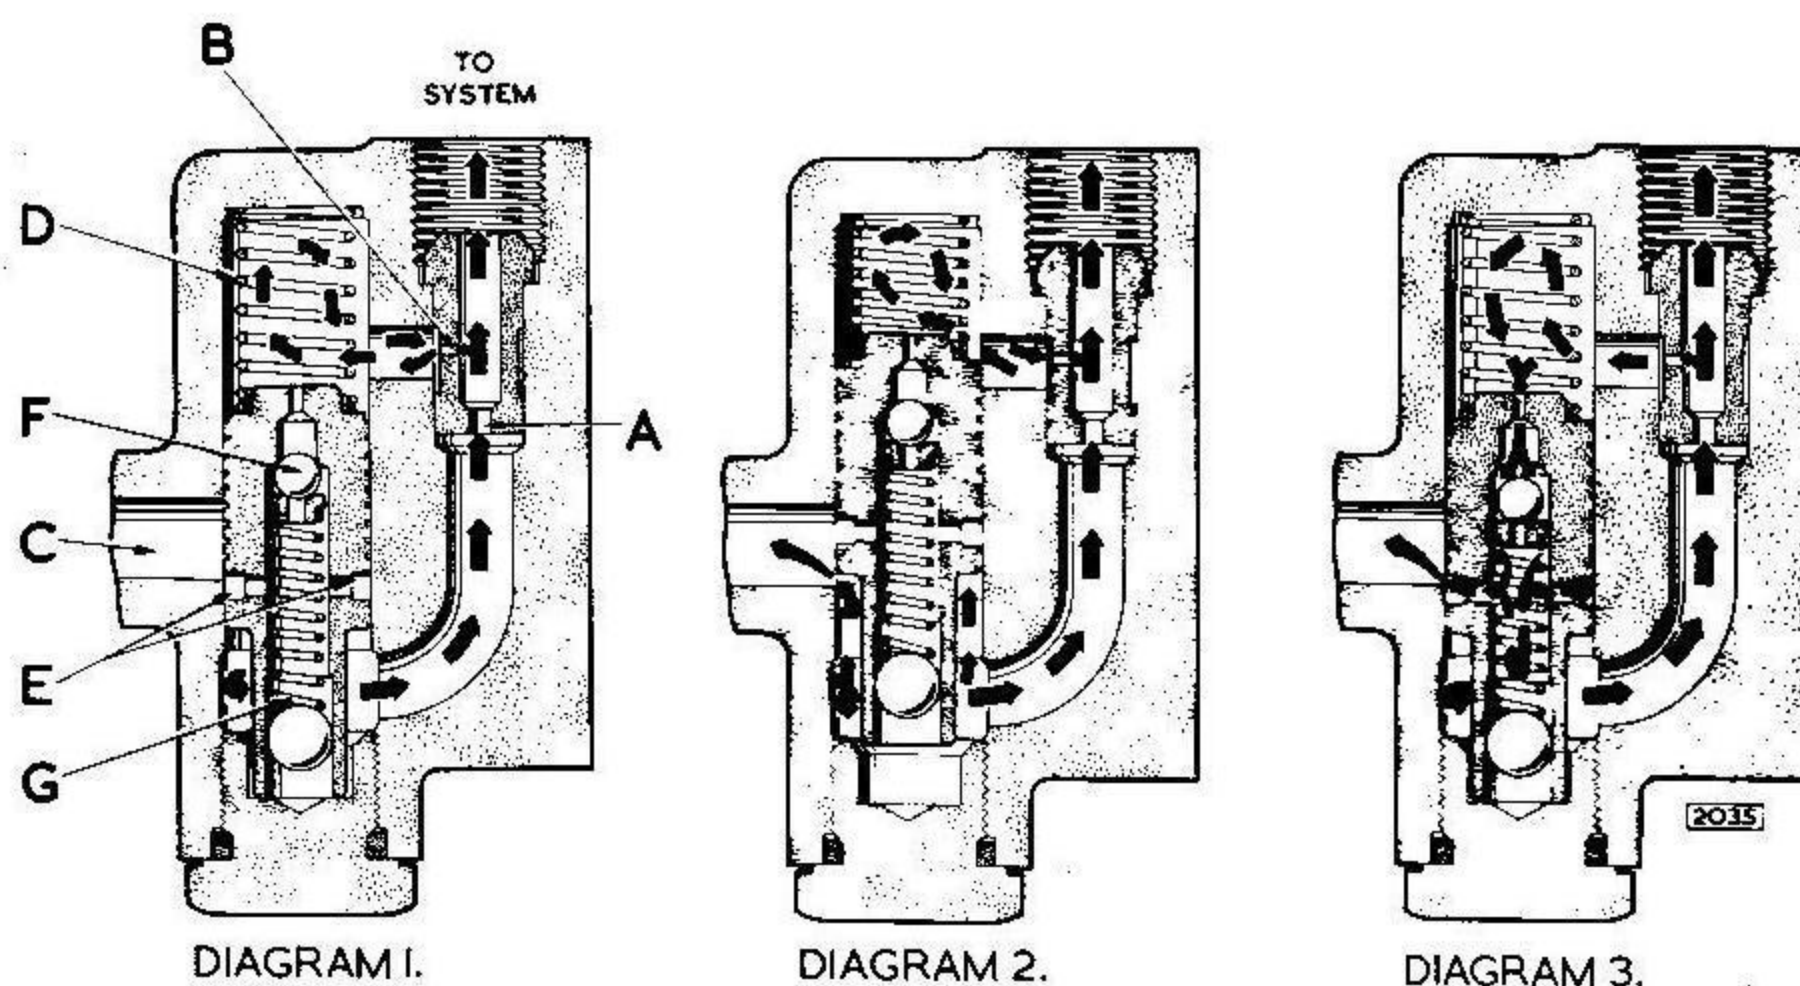 B
TO
SYSTEM
D
F
A
C
E
G
2035
DIAGRAM 1.
DIAGRAM 2.
DIAGRAM 3.